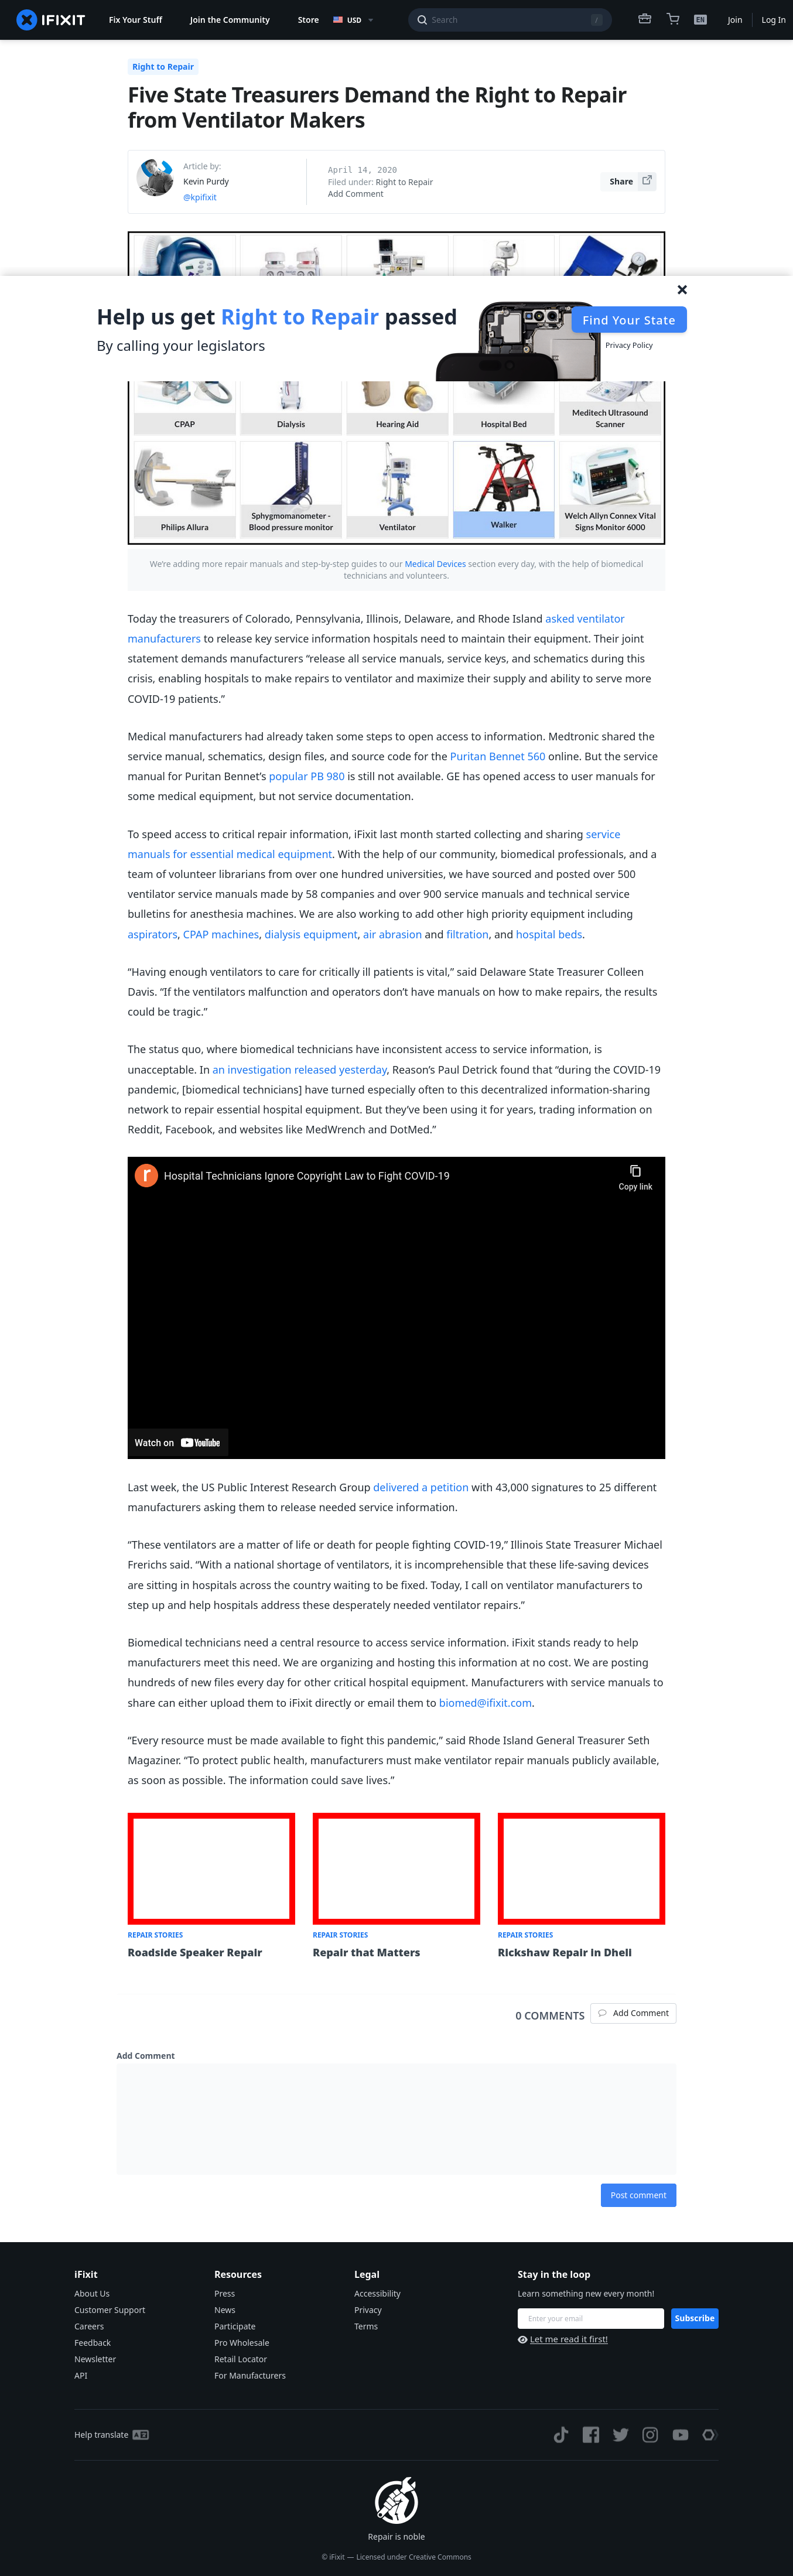 IFIXIT
Fix Your Stuff
Join the Community
Store
USD
Search
/
EN
Join
Log In
Right to Repair
Five State Treasurers Demand the Right to Repair
from Ventilator Makers
Article by:
Kevin Purdy
@kpifixit
April 14, 2020
Filed under: Right to Repair
Add Comment
Share
Help us get Right to Repair passed
By calling your legislators
Find Your State
Privacy Policy
CPAP
Dialysis
Hearing Aid
Hospital Bed
Meditech Ultrasound
Scanner
Philips Allura
Sphygmomanometer -
Blood pressure monitor
Ventilator
Walker
Welch Allyn Connex Vital
Signs Monitor 6000
We’re adding more repair manuals and step-by-step guides to our Medical Devices section every day, with the help of biomedical
technicians and volunteers.
Today the treasurers of Colorado, Pennsylvania, Illinois, Delaware, and Rhode Island asked ventilator
manufacturers to release key service information hospitals need to maintain their equipment. Their joint
statement demands manufacturers “release all service manuals, service keys, and schematics during this
crisis, enabling hospitals to make repairs to ventilator and maximize their supply and ability to serve more
COVID-19 patients.”
Medical manufacturers had already taken some steps to open access to information. Medtronic shared the
service manual, schematics, design files, and source code for the Puritan Bennet 560 online. But the service
manual for Puritan Bennet’s popular PB 980 is still not available. GE has opened access to user manuals for
some medical equipment, but not service documentation.
To speed access to critical repair information, iFixit last month started collecting and sharing service
manuals for essential medical equipment. With the help of our community, biomedical professionals, and a
team of volunteer librarians from over one hundred universities, we have sourced and posted over 500
ventilator service manuals made by 58 companies and over 900 service manuals and technical service
bulletins for anesthesia machines. We are also working to add other high priority equipment including
aspirators, CPAP machines, dialysis equipment, air abrasion and filtration, and hospital beds.
“Having enough ventilators to care for critically ill patients is vital,” said Delaware State Treasurer Colleen
Davis. “If the ventilators malfunction and operators don’t have manuals on how to make repairs, the results
could be tragic.”
The status quo, where biomedical technicians have inconsistent access to service information, is
unacceptable. In an investigation released yesterday, Reason’s Paul Detrick found that “during the COVID-19
pandemic, [biomedical technicians] have turned especially often to this decentralized information-sharing
network to repair essential hospital equipment. But they’ve been using it for years, trading information on
Reddit, Facebook, and websites like MedWrench and DotMed.”
r
Hospital Technicians Ignore Copyright Law to Fight COVID-19
Copy link
Watch on YouTube
Last week, the US Public Interest Research Group delivered a petition with 43,000 signatures to 25 different
manufacturers asking them to release needed service information.
“These ventilators are a matter of life or death for people fighting COVID-19,” Illinois State Treasurer Michael
Frerichs said. “With a national shortage of ventilators, it is incomprehensible that these life-saving devices
are sitting in hospitals across the country waiting to be fixed. Today, I call on ventilator manufacturers to
step up and help hospitals address these desperately needed ventilator repairs.”
Biomedical technicians need a central resource to access service information. iFixit stands ready to help
manufacturers meet this need. We are organizing and hosting this information at no cost. We are posting
hundreds of new files every day for other critical hospital equipment. Manufacturers with service manuals to
share can either upload them to iFixit directly or email them to biomed@ifixit.com.
“Every resource must be made available to fight this pandemic,” said Rhode Island General Treasurer Seth
Magaziner. “To protect public health, manufacturers must make ventilator repair manuals publicly available,
as soon as possible. The information could save lives.”
REPAIR STORIES
Roadside Speaker Repair
REPAIR STORIES
Repair that Matters
REPAIR STORIES
Rickshaw Repair in Dheli
0 COMMENTS
Add Comment
Add Comment
Post comment
iFixit
About Us
Customer Support
Careers
Feedback
Newsletter
API
Resources
Press
News
Participate
Pro Wholesale
Retail Locator
For Manufacturers
Legal
Accessibility
Privacy
Terms
Stay in the loop
Learn something new every month!
Enter your email
Subscribe
Let me read it first!
Help translate
Repair is noble
© iFixit — Licensed under Creative Commons